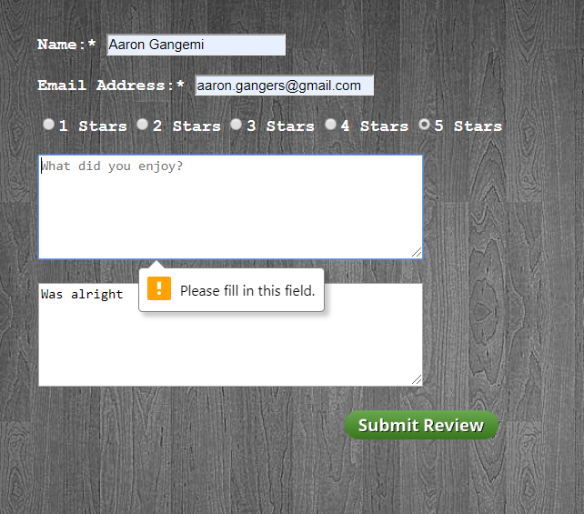 Name:* Aaron Gangemi
Email Address:* aaron.gangers@gmail.com
1 Stars 2 Stars 3 Stars 4 Stars 5 Stars
What did you enjoy?
Please fill in this field.
Was alright
Submit Review